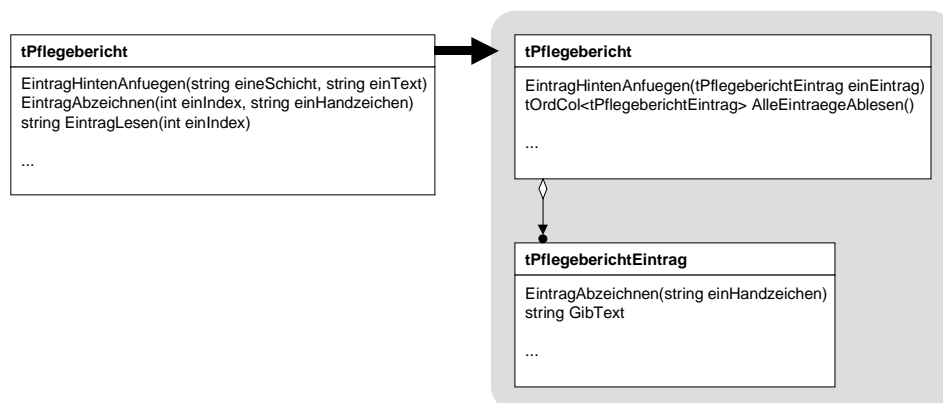 tPflegebericht
EintragHintenAnfuegen(string eineSchicht, string einText)
EintragAbzeichnen(int einIndex, string einHandzeichen)
string EintragLesen(int einIndex)
...
tPflegebericht
EintragHintenAnfuegen(tPflegeberichtEintrag einEintrag)
tOrdCol<tPflegeberichtEintrag> AlleEintraegeAblesen()
...
tPflegeberichtEintrag
EintragAbzeichnen(string einHandzeichen)
string GibText
...